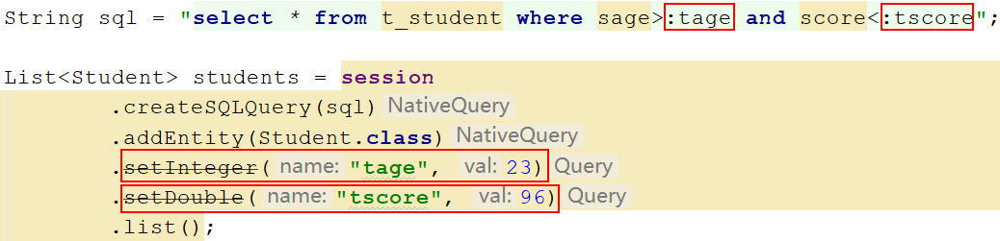 String sql = "select * from t_student where sage>:tage and score<:tscore";
List<Student> students = session
.createSQLQuery(sql) NativeQuery
.addEntity(Student.class) NativeQuery
.setInteger( name: "tage", val: 23) Query
.setDouble( name: "tscore", val: 96) Query
.list();